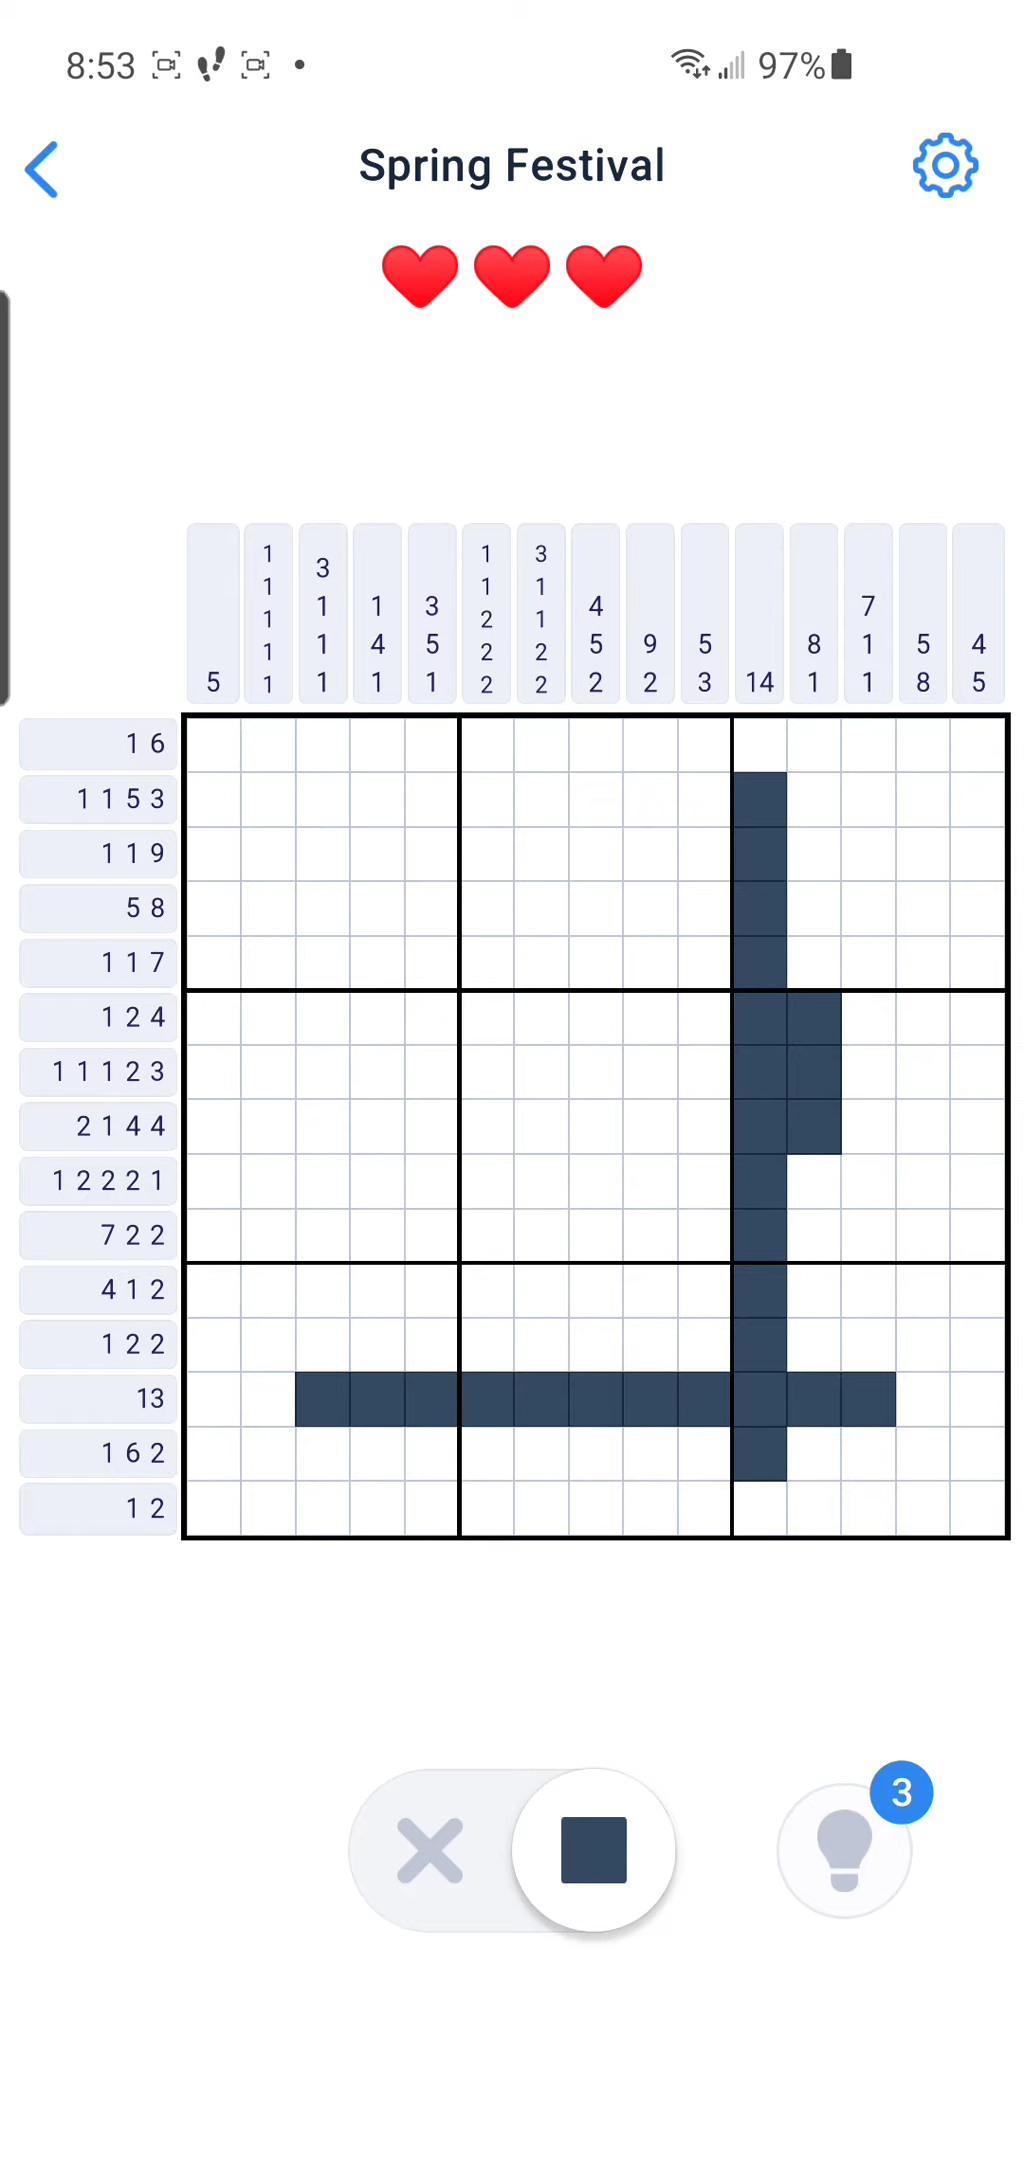 8:53 97%
Spring Festival
5
1 1 1 1 1
3 1 1 1
1 4 1
3 5 1
1 1 2 2 2
3 1 1 2 2
4 5 2
9 2
5 3
14
8 1
7 1 1
5 8
4 5
1 6
1 1 5 3
1 1 9
5 8
1 1 7
1 2 4
1 1 1 2 3
2 1 4 4
1 2 2 2 1
7 2 2
4 1 2
1 2 2
13
1 6 2
1 2
3